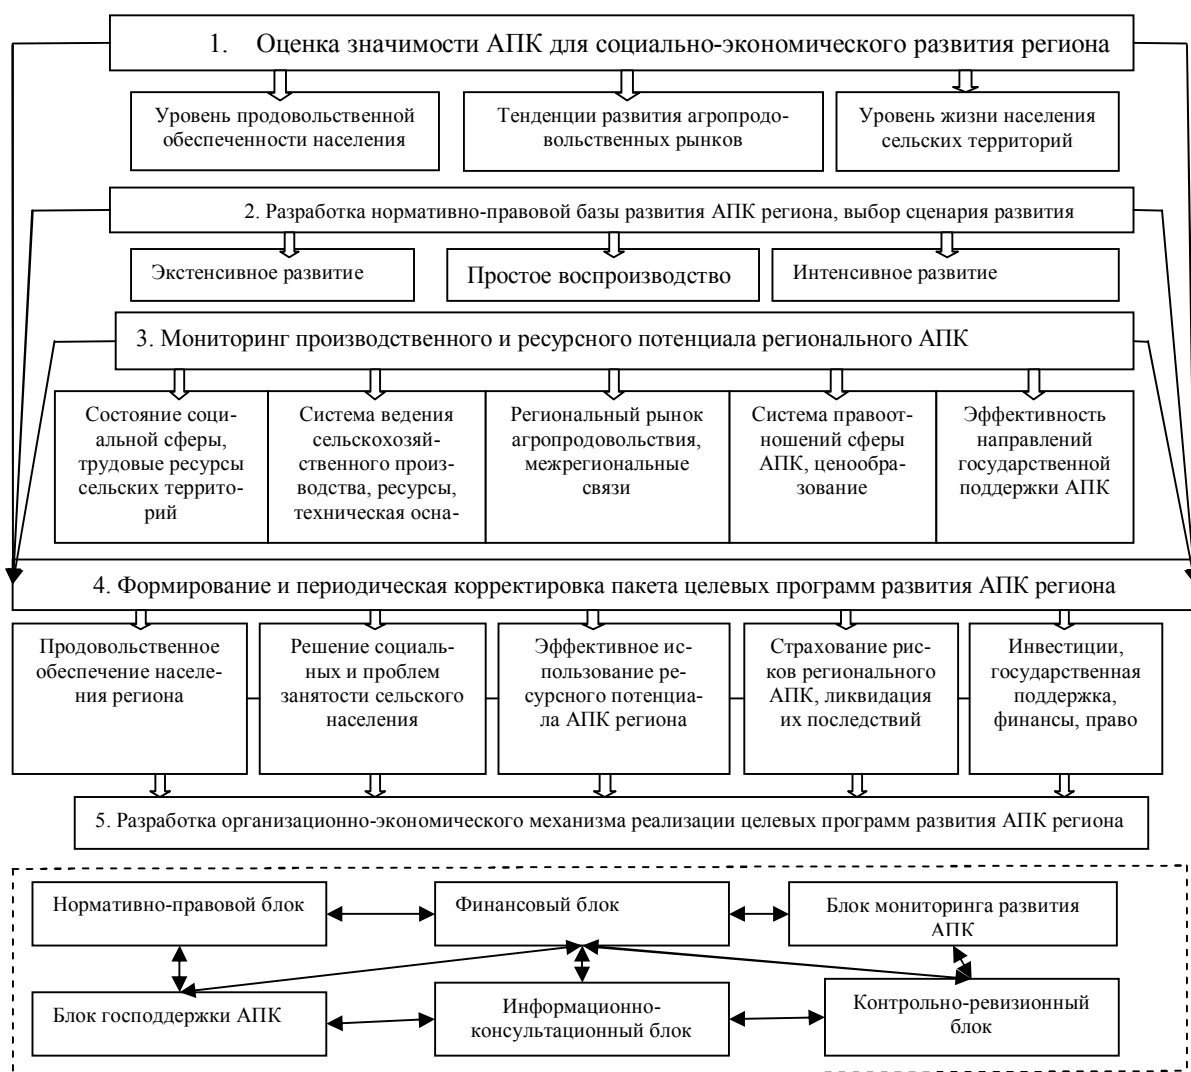 1. Оценка значимости АПК для социально-экономического развития региона
Уровень продовольственной
обеспеченности населения
Тенденции развития агропродо-
вольственных рынков
Уровень жизни населения
сельских территорий
2. Разработка нормативно-правовой базы развития АПК региона, выбор сценария развития
Экстенсивное развитие
Простое воспроизводство
Интенсивное развитие
3. Мониторинг производственного и ресурсного потенциала регионального АПК
Состояние соци-
альной сферы,
трудовые ресурсы
сельских террито-
рий
Система ведения
сельскохозяй-
ственного произ-
водства, ресурсы,
техническая осна-
Региональный рынок
агропродовольствия,
межрегиональные
связи
Система правоот-
ношений сферы
АПК, ценообра-
зование
Эффективность
направлений
государственной
поддержки АПК
4. Формирование и периодическая корректировка пакета целевых программ развития АПК региона
Продовольственное
обеспечение населе-
ния региона
Решение социаль-
ных и проблем
занятости сельского
населения
Эффективное ис-
пользование ре-
сурсного потенциа-
ла АПК региона
Страхование рис-
ков регионального
АПК, ликвидация
их последствий
Инвестиции,
государственная
поддержка,
финансы, право
5. Разработка организационно-экономического механизма реализации целевых программ развития АПК региона
Нормативно-правовой блок
Финансовый блок
Блок мониторинга развития
АПК
Блок господдержки АПК
Информационно-
консультационный блок
Контрольно-ревизионный
блок